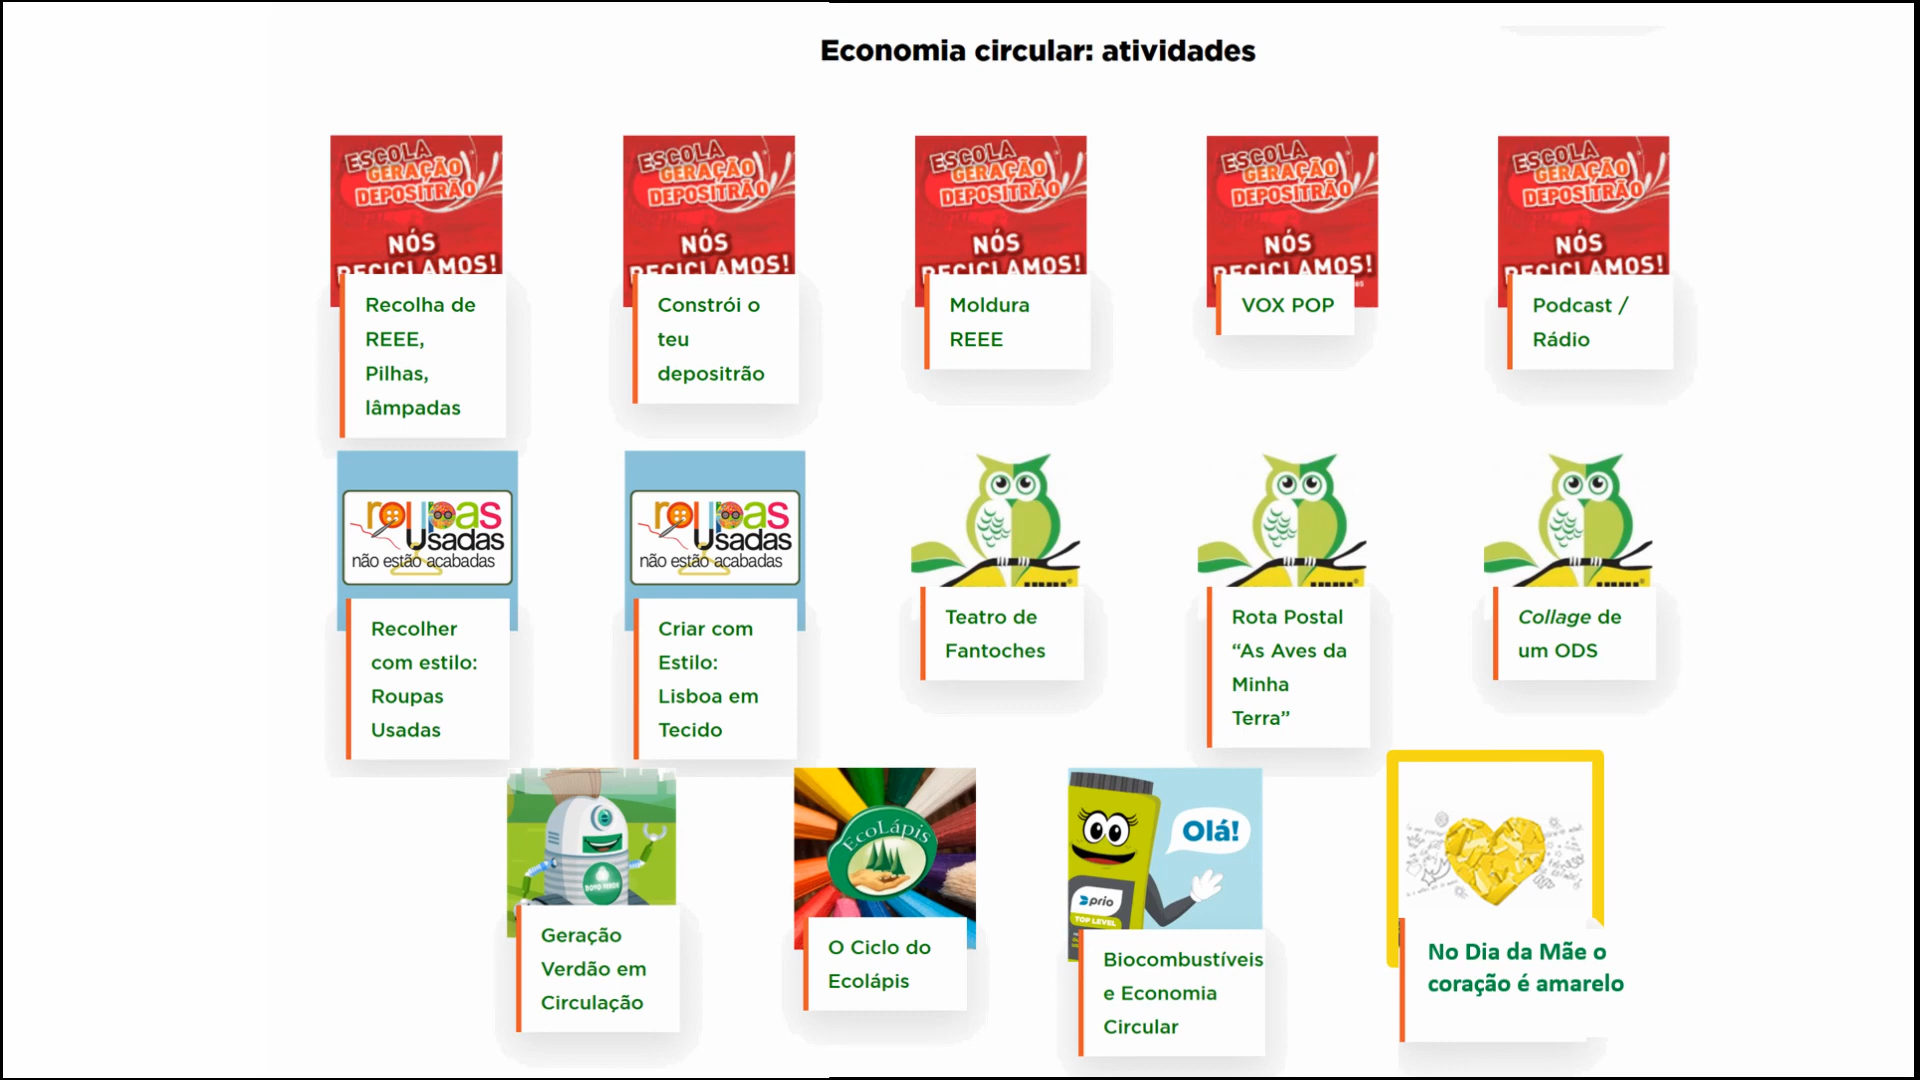 Economia circular: atividades
ESCOLA
GERAÇÃO
DEPOSITRÃO
NÓS
RECICLAMOS!
Recolha de
REEE,
Pilhas,
lâmpadas
ESCOLA
GERAÇÃO
DEPOSITRÃO
NÓS
RECICLAMOS!
Constrói o
teu
depositrão
ESCOLA
GERAÇÃO
DEPOSITRÃO
NÓS
RECICLAMOS!
Moldura
REEE
ESCOLA
GERAÇÃO
DEPOSITRÃO
NÓS
RECICLAMOS!
VOX POP
ESCOLA
GERAÇÃO
DEPOSITRÃO
NÓS
RECICLAMOS!
Podcast /
Rádio
roupas
Usadas
não estão acabadas
Recolher
com estilo:
Roupas
Usadas
roupas
Usadas
não estão acabadas
Criar com
Estilo:
Lisboa em
Tecido
Teatro de
Fantoches
Rota Postal
“As Aves da
Minha
Terra”
Collage de
um ODS
Geração
Verdão em
Circulação
EcoLápis
O Ciclo do
Ecolápis
Olá!
prio
TOP LEVEL
Biocombustíveis
e Economia
Circular
No Dia da Mãe o
coração é amarelo